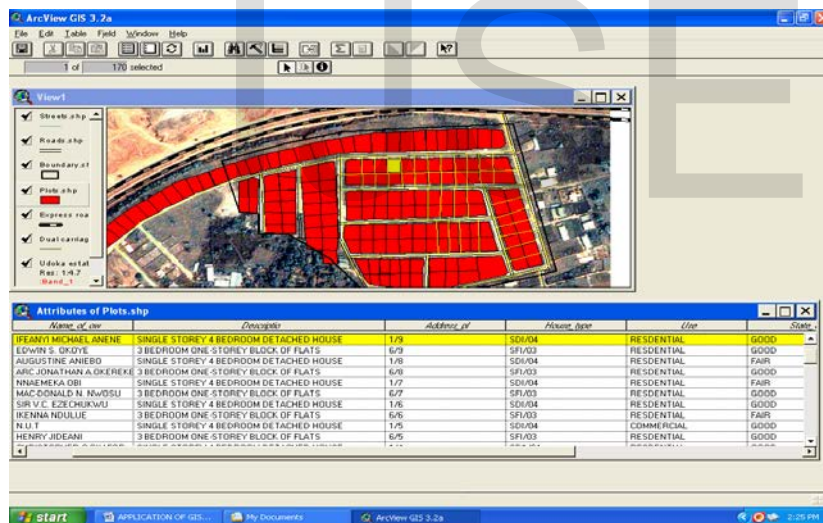 ArcView GIS 3.2a
File Edit Table Field Window Help
1 of 170 selected
View1
Streets.shp
Roads.shp
Boundary.sh
Plots.shp
Express roa
Dual carriag
Udoka estat
Res: 1:4.7
:Band_1
Attributes of Plots.shp
Name_of_ow Descriptio Address_of House_type Use State_
IFEANYI MICHAEL ANENE SINGLE STOREY 4 BEDROOM DETACHED HOUSE 1/9 SDI/04 RESDENTIAL GOOD
EDWIN S. OKOYE 3 BEDROOM ONE-STOREY BLOCK OF FLATS 6/9 SFI/03 RESDENTIAL GOOD
AUGUSTINE ANIEBO SINGLE STOREY 4 BEDROOM DETACHED HOUSE 1/8 SDI/04 RESDENTIAL FAIR
ARC JONATHAN A.OKEREKE 3 BEDROOM ONE-STOREY BLOCK OF FLATS 6/8 SFI/03 RESDENTIAL GOOD
NNAEMEKA OBI SINGLE STOREY 4 BEDROOM DETACHED HOUSE 1/7 SDI/04 RESDENTIAL GOOD
MAC-DONALD N. NWOSU 3 BEDROOM ONE-STOREY BLOCK OF FLATS 6/7 SFI/03 RESDENTIAL GOOD
SIR V.C. EZECHUKWU SINGLE STOREY 4 BEDROOM DETACHED HOUSE 1/6 SDI/04 RESDENTIAL GOOD
IKENNA NDULUE 3 BEDROOM ONE-STOREY BLOCK OF FLATS 6/6 SFI/03 RESDENTIAL FAIR
N.U.T SINGLE STOREY 4 BEDROOM DETACHED HOUSE 1/5 SDI/04 COMMERCIAL GOOD
HENRY JIDEANI 3 BEDROOM ONE-STOREY BLOCK OF FLATS 6/5 SFI/03 RESDENTIAL GOOD
start APPLICATION OF GIS... My Documents ArcView GIS 3.2a 2:25 PM
USE